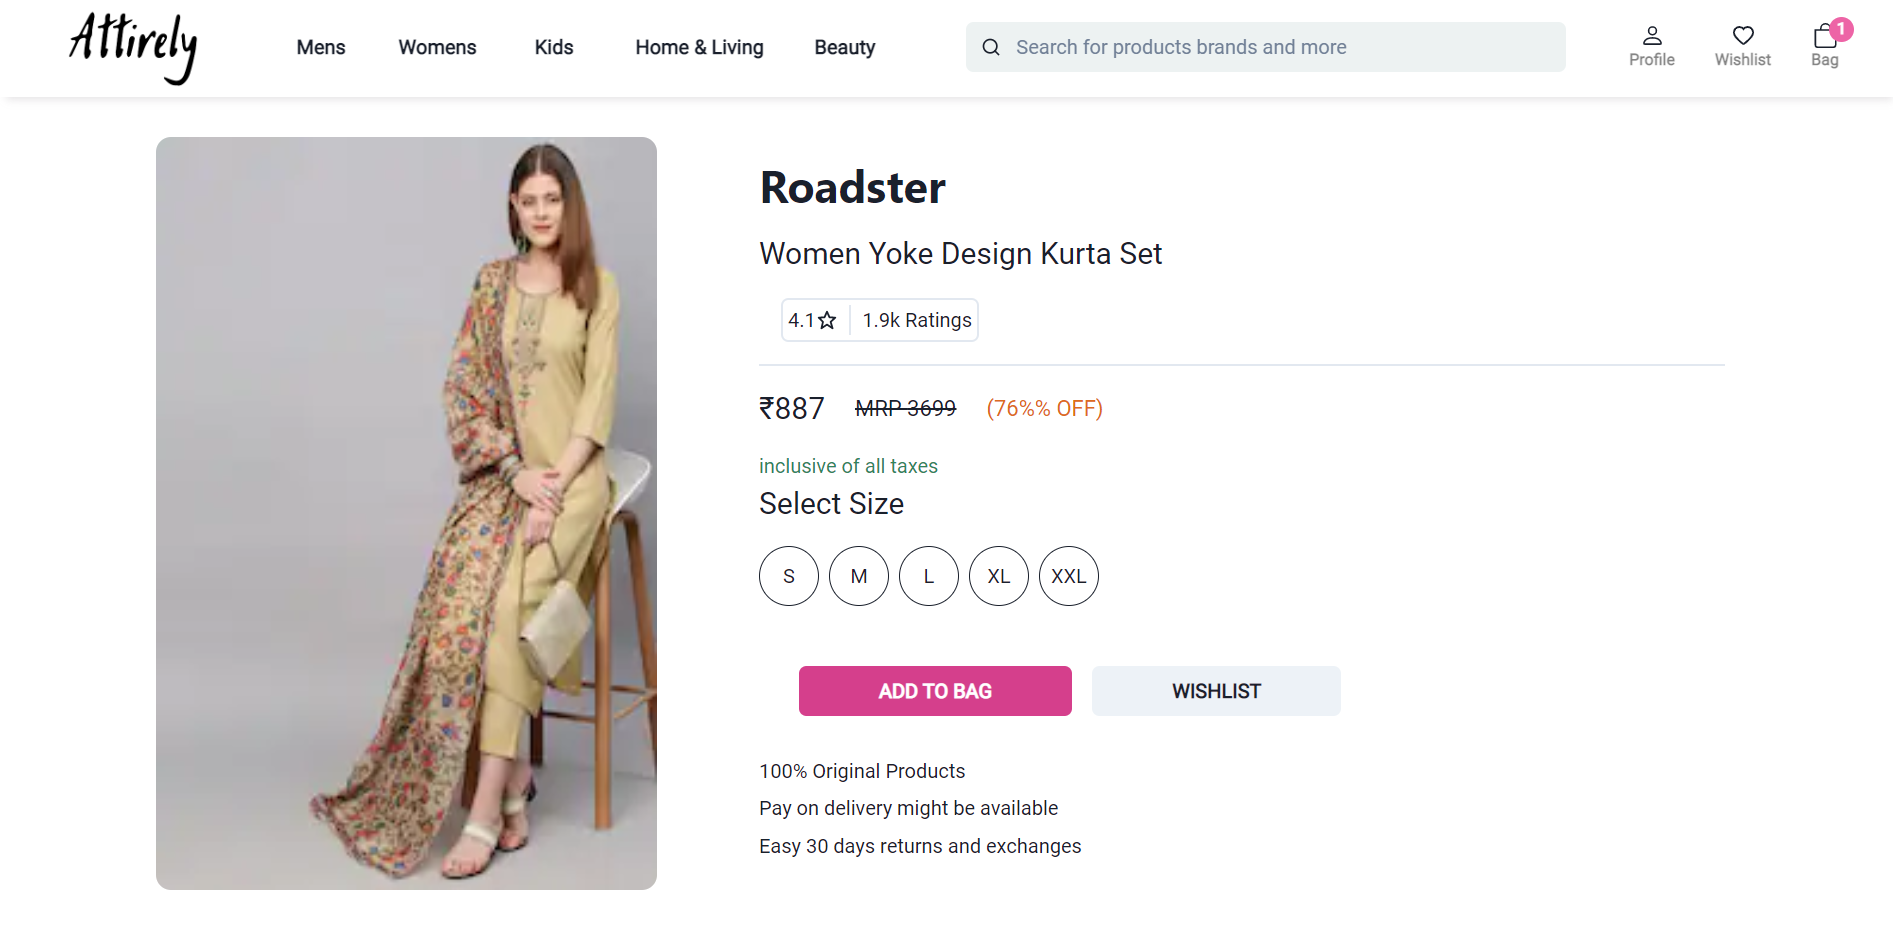 Attirely
Mens Womens Kids Home & Living Beauty
Search for products brands and more
Profile Wishlist Bag 1
Roadster
Women Yoke Design Kurta Set
4.1 1.9k Ratings
₹887 MRP 3699 (76%% OFF)
inclusive of all taxes
Select Size
S M L XL XXL
ADD TO BAG WISHLIST
100% Original Products
Pay on delivery might be available
Easy 30 days returns and exchanges